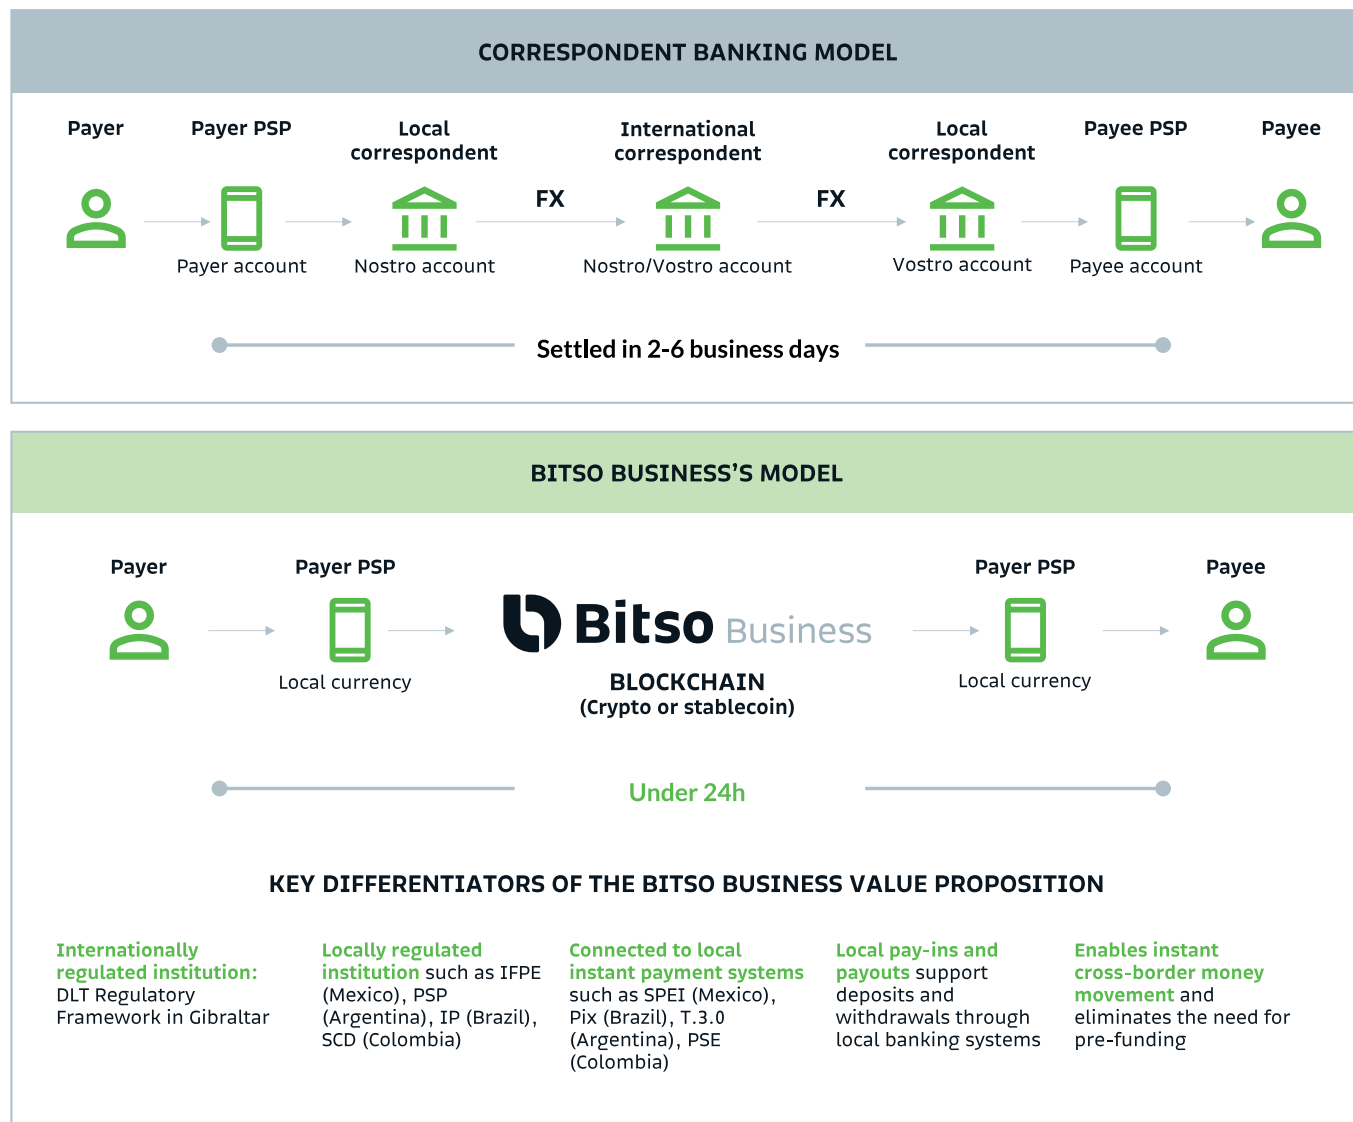 CORRESPONDENT BANKING MODEL
Payer
Payer PSP
Local
correspondent
International
correspondent
Local
correspondent
Payee PSP
Payee
FX
FX
Payer account
Nostro account
Nostro/Vostro account
Vostro account
Payee account
Settled in 2-6 business days
BITSO BUSINESS’S MODEL
Payer
Payer PSP
Payer PSP
Payee
Bitso Business
Local currency
BLOCKCHAIN
(Crypto or stablecoin)
Local currency
Under 24h
KEY DIFFERENTIATORS OF THE BITSO BUSINESS VALUE PROPOSITION
Internationally
regulated institution:
DLT Regulatory
Framework in Gibraltar
Locally regulated
institution such as IFPE
(Mexico), PSP
(Argentina), IP (Brazil),
SCD (Colombia)
Connected to local
instant payment systems
such as SPEI (Mexico),
Pix (Brazil), T.3.0
(Argentina), PSE
(Colombia)
Local pay-ins and
payouts support
deposits and
withdrawals through
local banking systems
Enables instant
cross-border money
movement and
eliminates the need for
pre-funding